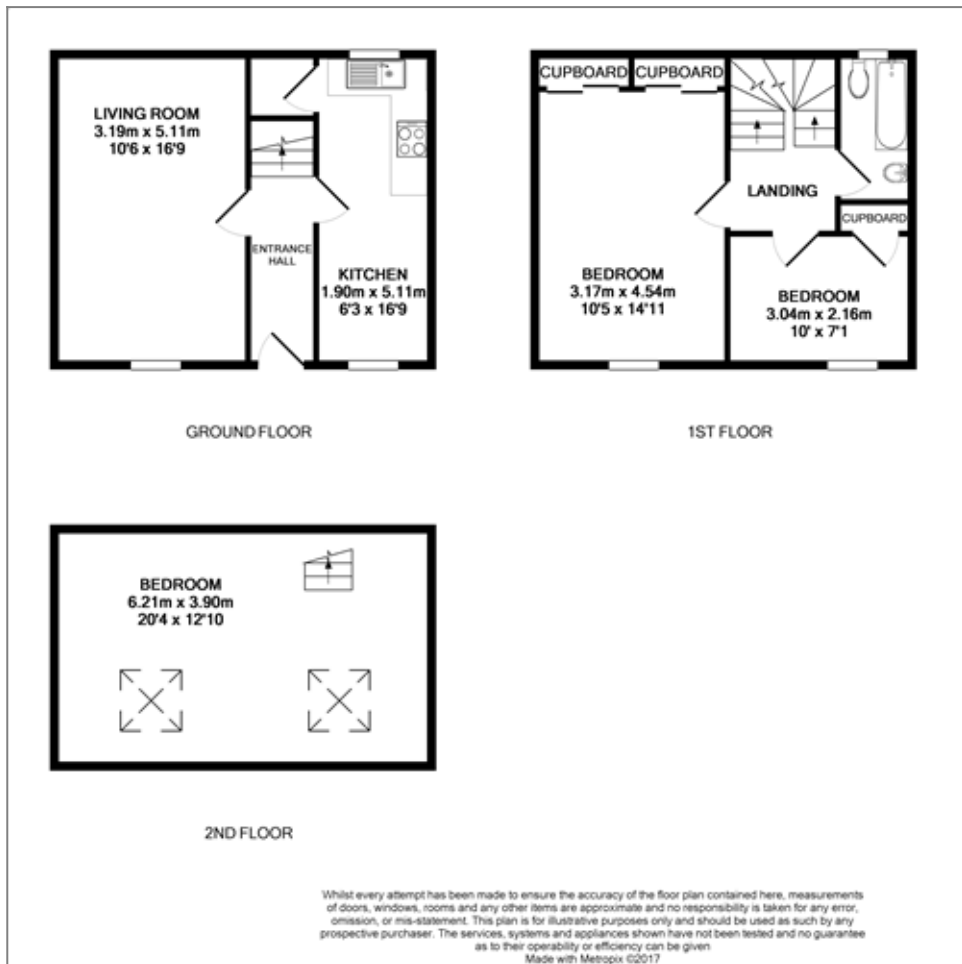 LIVING ROOM
3.19m x 5.11m
10'6 x 16'9
ENTRANCE
HALL
KITCHEN
1.90m x 5.11m
6'3 x 16'9
GROUND FLOOR
CUPBOARD
CUPBOARD
LANDING
CUPBOARD
BEDROOM
3.17m x 4.54m
10'5 x 14'11
BEDROOM
3.04m x 2.16m
10' x 7'1
1ST FLOOR
BEDROOM
6.21m x 3.90m
20'4 x 12'10
2ND FLOOR
Whilst every attempt has been made to ensure the accuracy of the floor plan contained here, measurements
of doors, windows, rooms and any other items are approximate and no responsibility is taken for any error,
omission, or mis-statement. This plan is for illustrative purposes only and should be used as such by any
prospective purchaser. The services, systems and appliances shown have not been tested and no guarantee
as to their operability or efficiency can be given
Made with Metropix ©2017